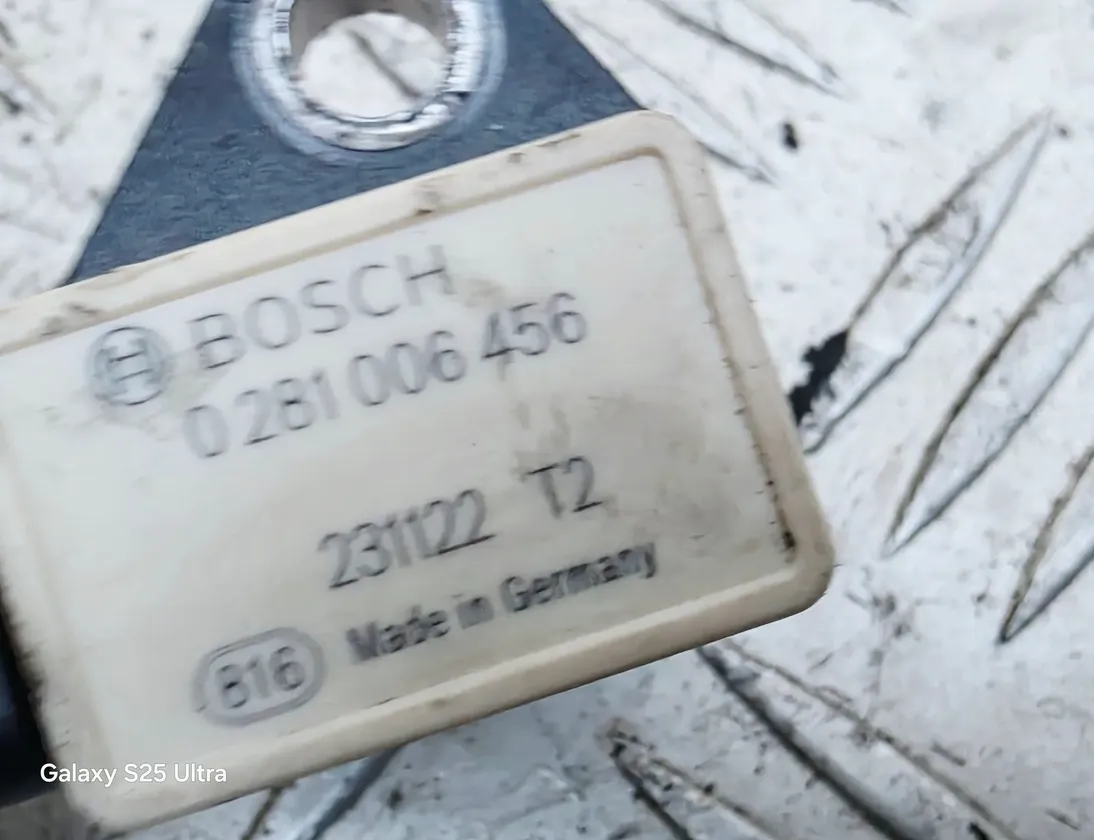 BOSCH
0 281 006 456
231122 T2
Made in Germany
816
Galaxy S25 Ultra